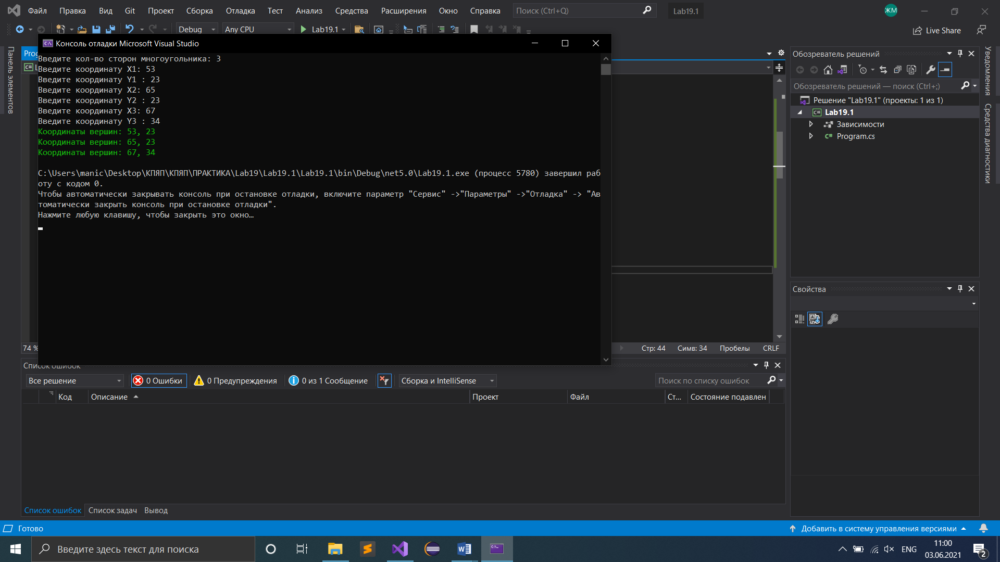 Файл Правка Вид Git Проект Сборка Отладка Тест Анализ Средства Расширения Окно Справка Поиск (Ctrl+Q) Lab19.1 ЖМ
Debug Any CPU Lab19.1 Live Share
Консоль отладки Microsoft Visual Studio
Введите кол-во сторон многоугольника: 3
Введите координату X1: 53
Введите координату Y1 : 23
Введите координату X2: 65
Введите координату Y2 : 23
Введите координату X3: 67
Введите координату Y3 : 34
Координаты вершин: 53, 23
Координаты вершин: 65, 23
Координаты вершин: 67, 34
C:\Users\manic\Desktop\КПЯП\КПЯП\ПРАКТИКА\Lab19\Lab19.1\Lab19.1\bin\Debug\net5.0\Lab19.1.exe (процесс 5780) завершил раб
оту с кодом 0.
Чтобы автоматически закрывать консоль при остановке отладки, включите параметр "Сервис" ->"Параметры" ->"Отладка" -> "Ав
томатически закрыть консоль при остановке отладки".
Нажмите любую клавишу, чтобы закрыть это окно…
Панель элементов
Обозреватель решений
Обозреватель решений — поиск (Ctrl+;)
Решение "Lab19.1" (проекты: 1 из 1)
Lab19.1
Зависимости
Program.cs
Уведомления
Средства диагностики
Свойства
74 % Стр: 44 Симв: 34 Пробелы CRLF
Список ошибок
Все решение 0 Ошибки 0 Предупреждения 0 из 1 Сообщение Сборка и IntelliSense Поиск по списку ошибок
Код Описание Проект Файл Ст... Состояние подавлен
Список ошибок Список задач Вывод
Готово Добавить в систему управления версиями
Введите здесь текст для поиска ENG 11:00
03.06.2021 2